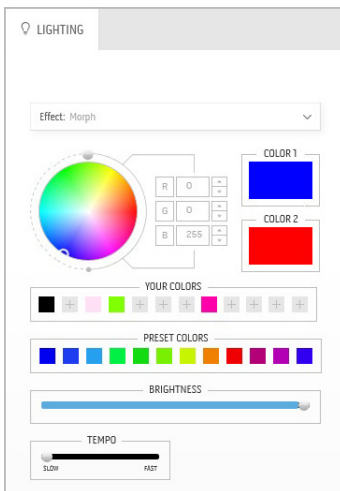 LIGHTING
Effect: Morph
COLOR 1
R 0
G 0
B 255
COLOR 2
YOUR COLORS
PRESET COLORS
BRIGHTNESS
TEMPO
SLOW FAST